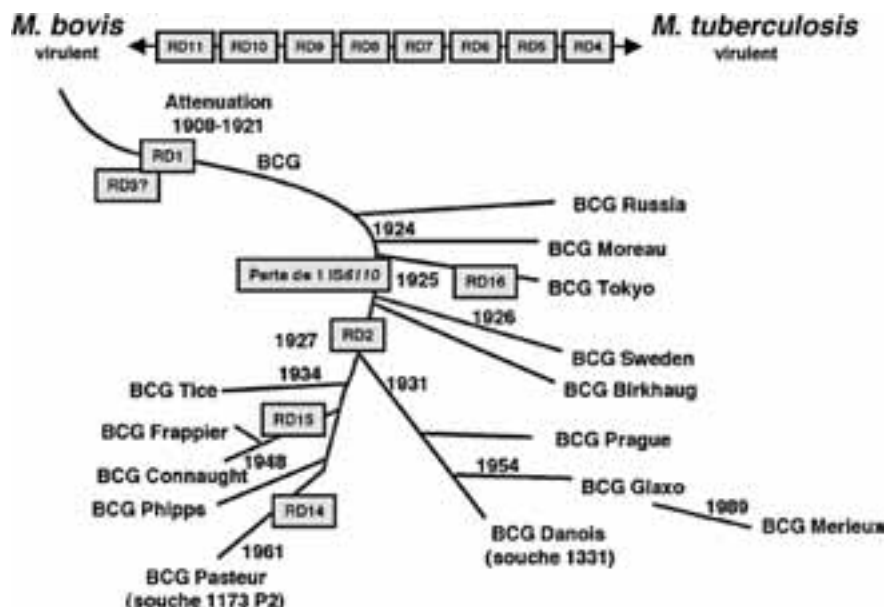 M. bovis
virulent
RD11 RD10 RD9 RD8 RD7 RD6 RD5 RD4
M. tuberculosis
virulent
Attenuation
1908-1921
RD1
BCG
RD3?
BCG Russia
1924
BCG Moreau
Perte de 1 IS6110
1925
RD16
BCG Tokyo
1926
1927
RD2
BCG Sweden
1934
1931
BCG Tice
BCG Birkhaug
RD15
BCG Frappier
BCG Prague
1948
1954
BCG Connaught
BCG Glaxo
1989
BCG Phipps
RD14
BCG Merieux
BCG Danois
(souche 1331)
1961
BCG Pasteur
(souche 1173 P2)